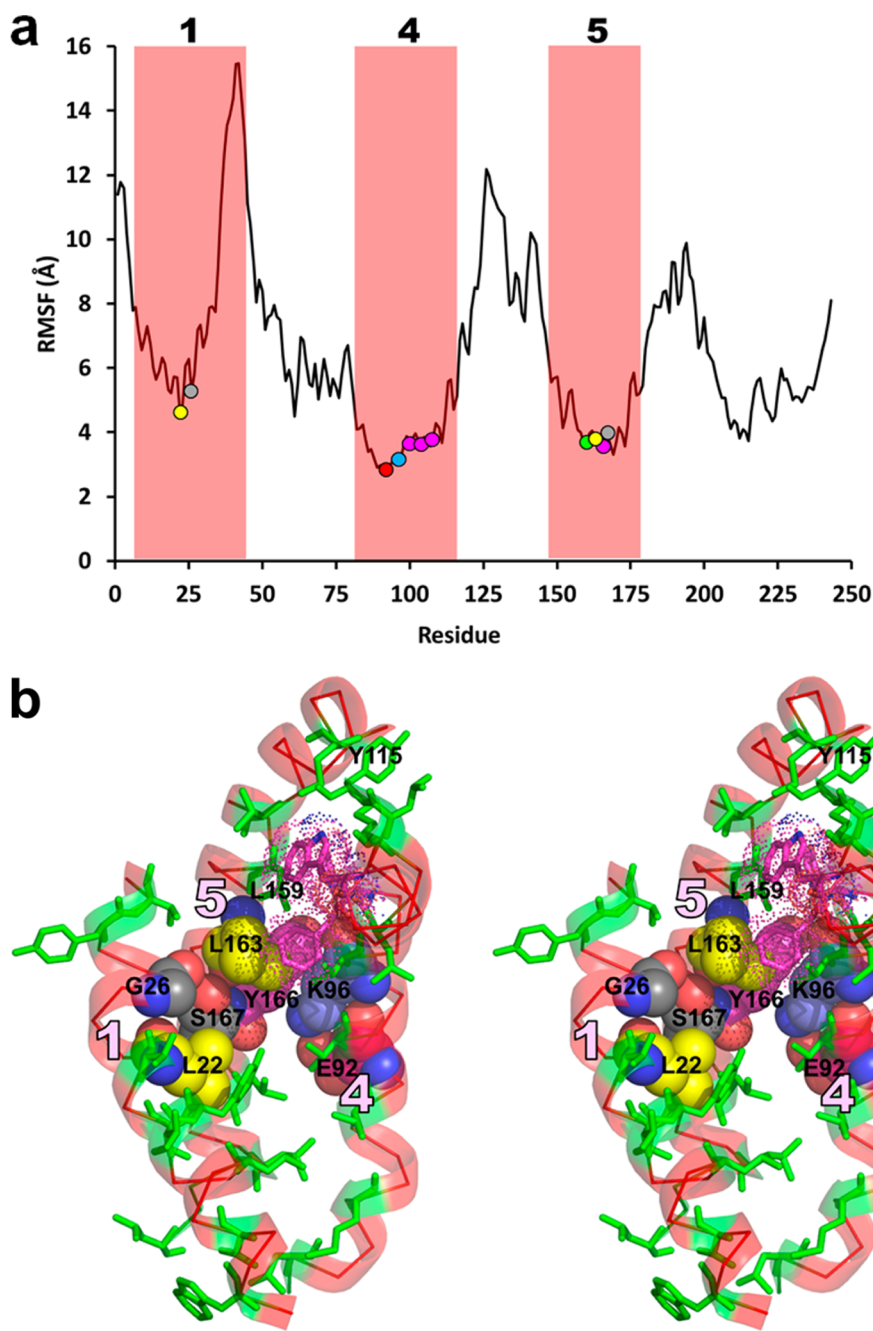 a
1 4 5
16
14
12
10
8
6
4
2
0
RMSF (Å)
0 25 50 75 100 125 150 175 200 225 250
Residue
b
Y115 Y115
L159 L159
5 5
L163 L163
G26 Y166 K96 G26 Y166 K96
S167 S167
1 1
L22 E92 L22 E92
4 4